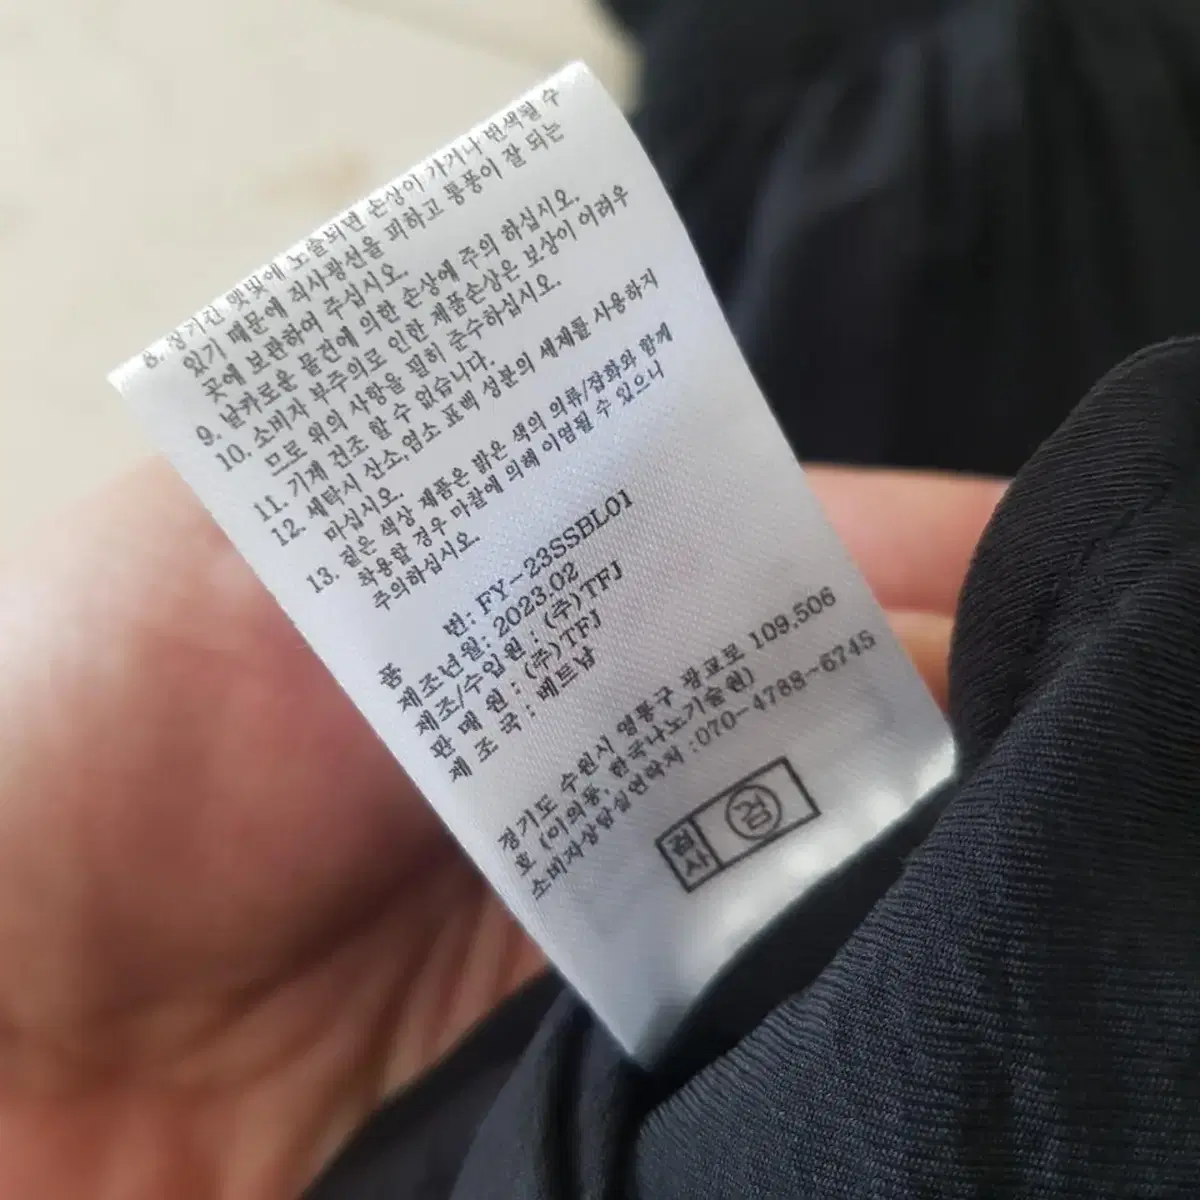 8. 장기간 햇빛에 노출되면 손상이 가거나 변색될 수
있기 때문에 직사광선을 피하고 통풍이 잘 되는
곳에 보관하여 주십시오.
9. 날카로운 물건에 의한 손상에 주의 하십시오.
10. 소비자 부주의로 인한 제품손상은 보상이 어려우
므로 위의 사항을 필히 준수하십시오.
11. 기계 건조 할 수 없습니다.
12. 세탁시 산소,염소 표백 성분의 세제를 사용하지
마십시오.
13. 짙은 색상 제품은 밝은 색의 의류/잡화와 함께
착용할 경우 마찰에 의해 이염될 수 있으니
주의하십시오.
품 번: FY-23SSBL01
제조년월: 2023.02
제조/수입원 : (주)TFJ
판 매 원 : (주)TFJ
제 조 국 : 베트남
경기도 수원시 영통구 광교로 109,506
호 (이의동, 한국나노기술원)
소비자상담실연락처 :070-4788-6745
검사 검